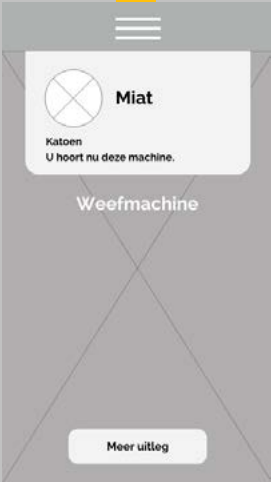 Miat
Katoen
U hoort nu deze machine.
Weefmachine
Meer uitleg